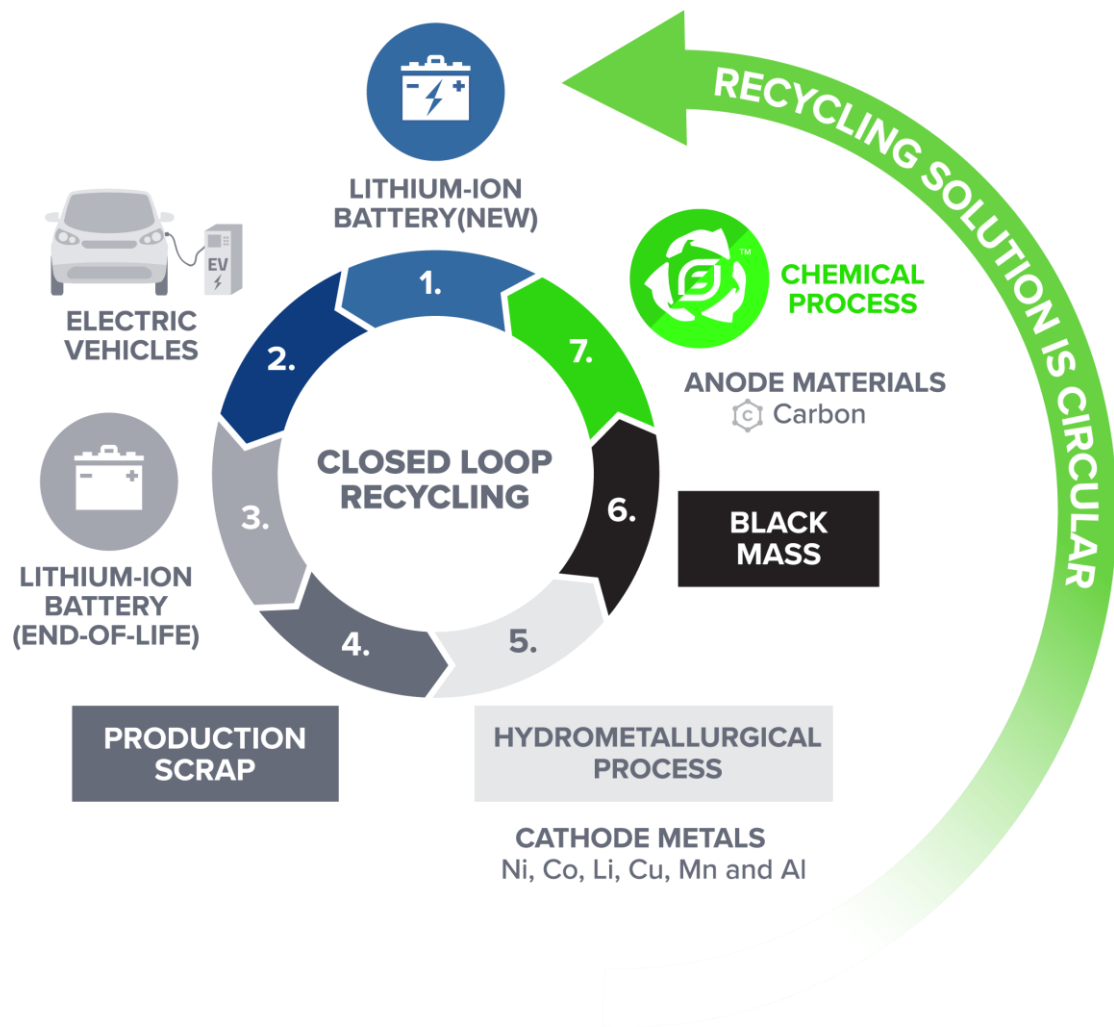 RECYCLING SOLUTION IS CIRCULAR
LITHIUM-ION
BATTERY(NEW)
EV
ELECTRIC
VEHICLES
TM
CHEMICAL
PROCESS
ANODE MATERIALS
C Carbon
1.
2.
3.
4.
5.
6.
7.
CLOSED LOOP
RECYCLING
BLACK
MASS
LITHIUM-ION
BATTERY
(END-OF-LIFE)
PRODUCTION
SCRAP
HYDROMETALLURGICAL
PROCESS
CATHODE METALS
Ni, Co, Li, Cu, Mn and Al